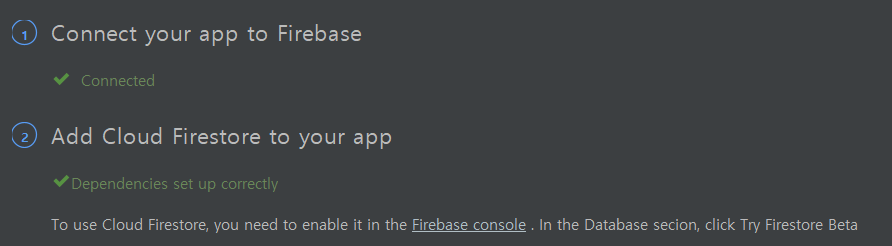 1 Connect your app to Firebase
Connected
2 Add Cloud Firestore to your app
Dependencies set up correctly
To use Cloud Firestore, you need to enable it in the Firebase console . In the Database secion, click Try Firestore Beta